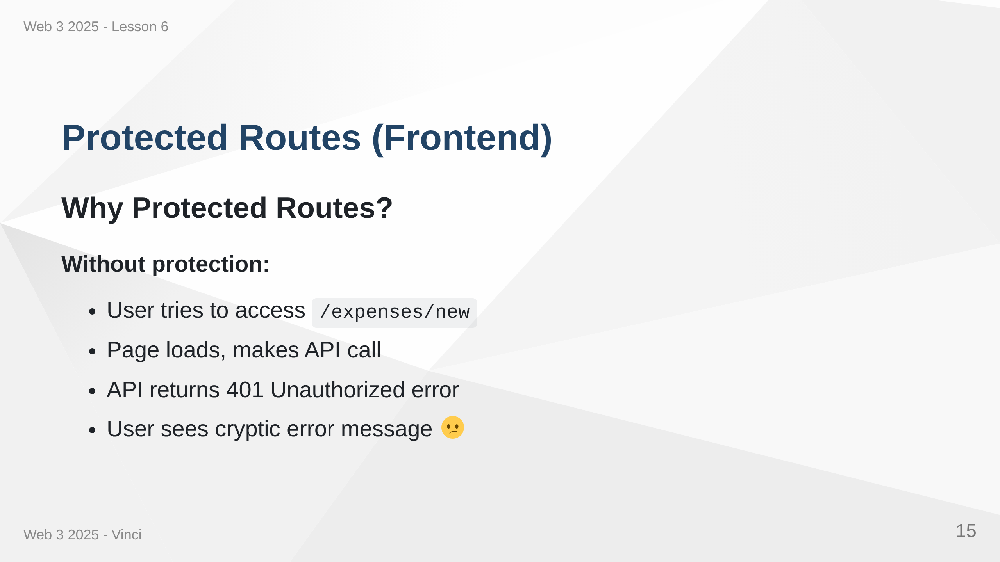 Web 3 2025 - Lesson 6
Protected Routes (Frontend)
Why Protected Routes?
Without protection:
• User tries to access /expenses/new
• Page loads, makes API call
• API returns 401 Unauthorized error
• User sees cryptic error message 😕
Web 3 2025 - Vinci
15